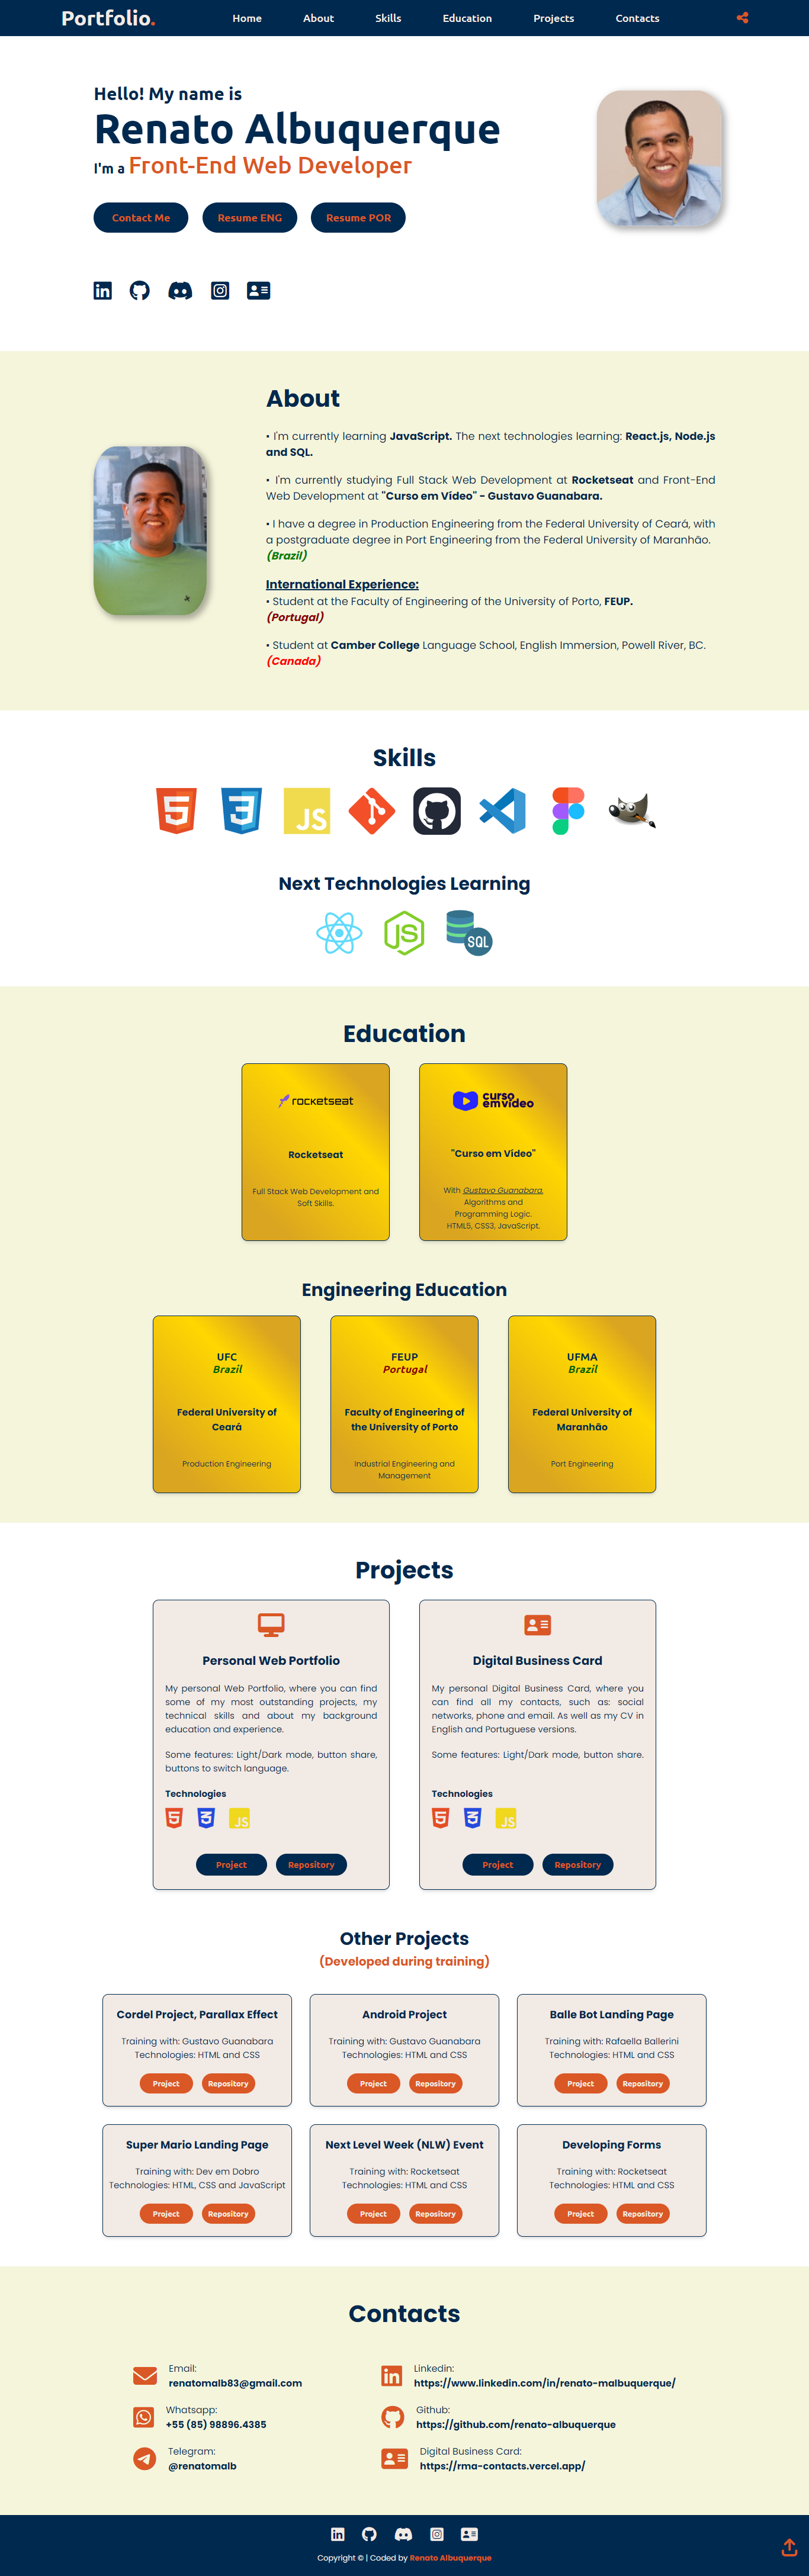 Portfolio.
Home
About
Skills
Education
Projects
Contacts
Hello! My name is
Renato Albuquerque
I'm a Front-End Web Developer
Contact Me
Resume ENG
Resume POR
About
• I'm currently learning JavaScript. The next technologies learning: React.js, Node.js
and SQL.
• I'm currently studying Full Stack Web Development at Rocketseat and Front-End
Web Development at "Curso em Vídeo" - Gustavo Guanabara.
• I have a degree in Production Engineering from the Federal University of Ceará, with
a postgraduate degree in Port Engineering from the Federal University of Maranhão.
(Brazil)
International Experience:
• Student at the Faculty of Engineering of the University of Porto, FEUP.
(Portugal)
• Student at Camber College Language School, English Immersion, Powell River, BC.
(Canada)
Skills
5
3
JS
Next Technologies Learning
JS
SQL
Education
rocketseat
Rocketseat
Full Stack Web Development and
Soft Skills.
curso
emvídeo
"Curso em Vídeo"
With Gustavo Guanabara.
Algorithms and
Programming Logic.
HTML5, CSS3, JavaScript.
Engineering Education
UFC
Brazil
Federal University of
Ceará
Production Engineering
FEUP
Portugal
Faculty of Engineering of
the University of Porto
Industrial Engineering and
Management
UFMA
Brazil
Federal University of
Maranhão
Port Engineering
Projects
Personal Web Portfolio
My personal Web Portfolio, where you can find
some of my most outstanding projects, my
technical skills and about my background
education and experience.
Some features: Light/Dark mode, button share,
buttons to switch language.
Technologies
5
3
JS
Project
Repository
Digital Business Card
My personal Digital Business Card, where you
can find all my contacts, such as: social
networks, phone and email. As well as my CV in
English and Portuguese versions.
Some features: Light/Dark mode, button share.
Technologies
5
3
JS
Project
Repository
Other Projects
(Developed during training)
Cordel Project, Parallax Effect
Training with: Gustavo Guanabara
Technologies: HTML and CSS
Project
Repository
Android Project
Training with: Gustavo Guanabara
Technologies: HTML and CSS
Project
Repository
Balle Bot Landing Page
Training with: Rafaella Ballerini
Technologies: HTML and CSS
Project
Repository
Super Mario Landing Page
Training with: Dev em Dobro
Technologies: HTML, CSS and JavaScript
Project
Repository
Next Level Week (NLW) Event
Training with: Rocketseat
Technologies: HTML and CSS
Project
Repository
Developing Forms
Training with: Rocketseat
Technologies: HTML and CSS
Project
Repository
Contacts
Email:
renatomalb83@gmail.com
Whatsapp:
+55 (85) 98896.4385
Telegram:
@renatomalb
Linkedin:
https://www.linkedin.com/in/renato-malbuquerque/
Github:
https://github.com/renato-albuquerque
Digital Business Card:
https://rma-contacts.vercel.app/
Copyright © | Coded by Renato Albuquerque